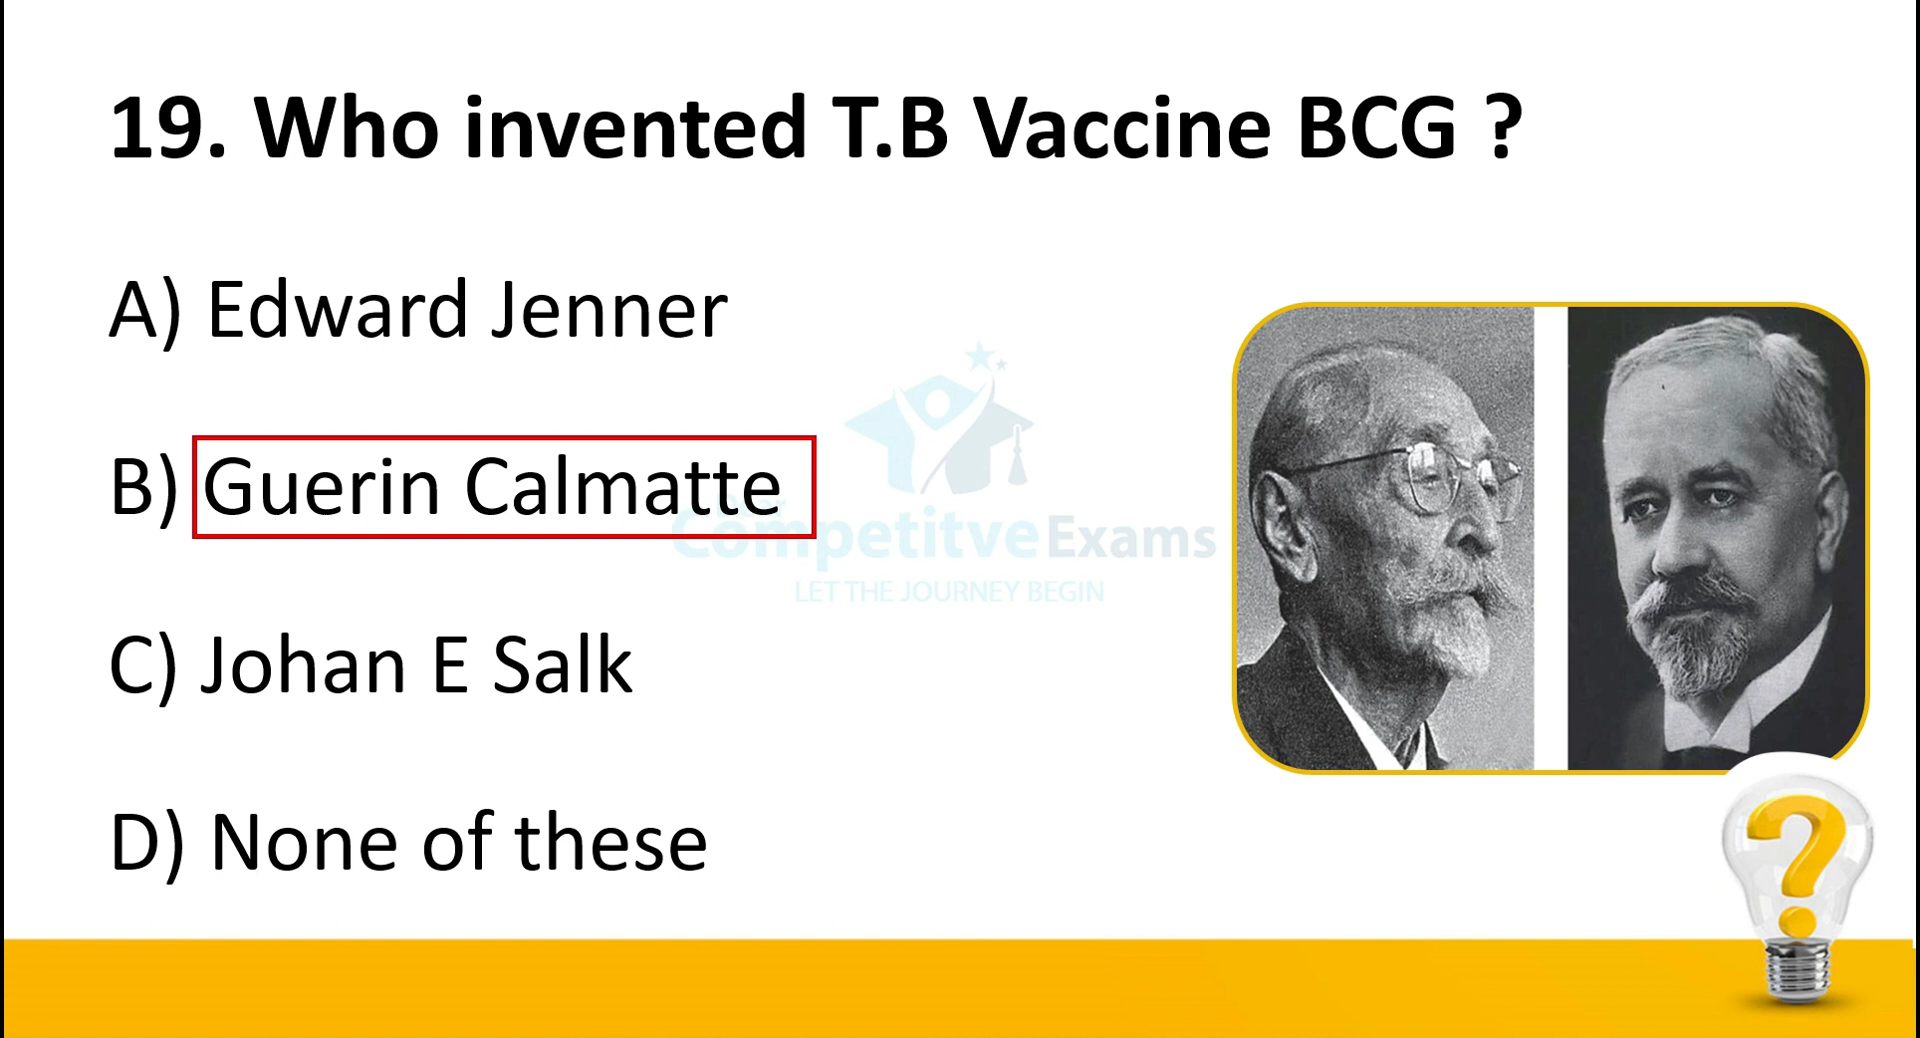 19. Who invented T.B Vaccine BCG ?
A) Edward Jenner
B) Guerin Calmatte
C) Johan E Salk
D) None of these
Competitve Exams
LET THE JOURNEY BEGIN
?